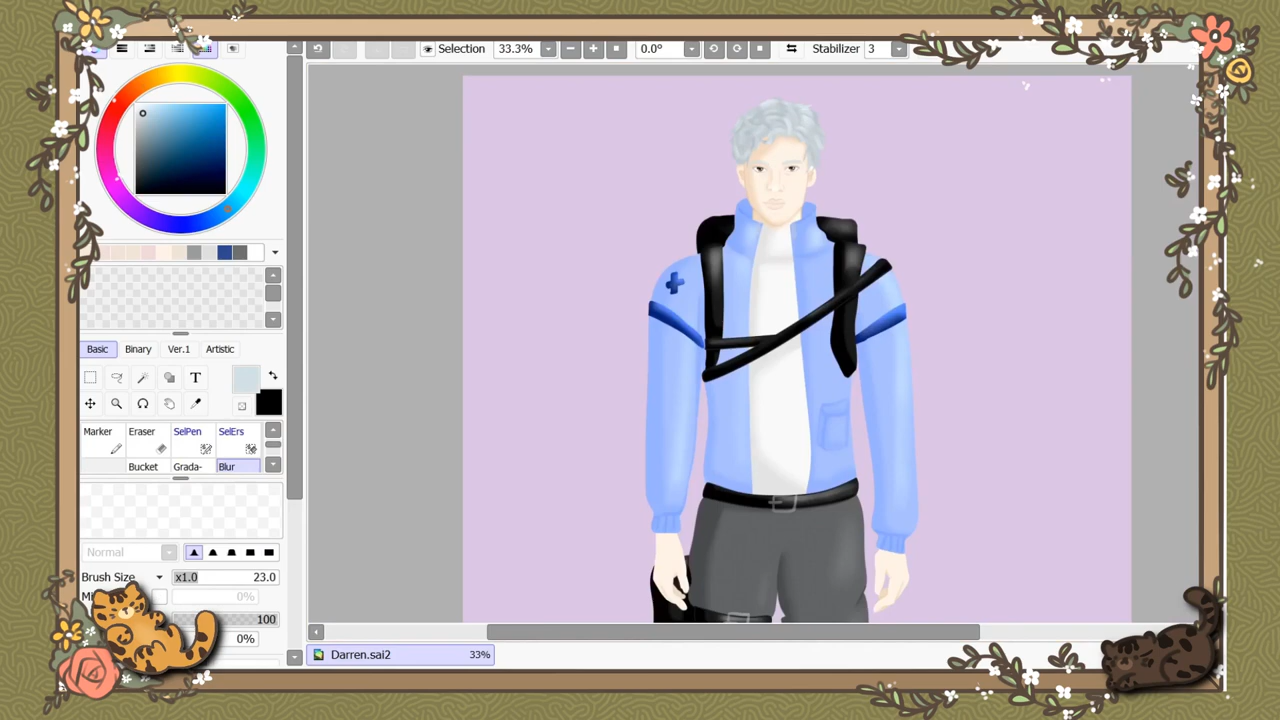 Selection 33.3% 0.0° Stabilizer 3
Basic Binary Ver.1 Artistic
T
Marker Eraser SelPen SelErs
Bucket Grada- Blur
Normal
Brush Size x1.0 23.0
0%
100
0%
Darren.sai2 33%